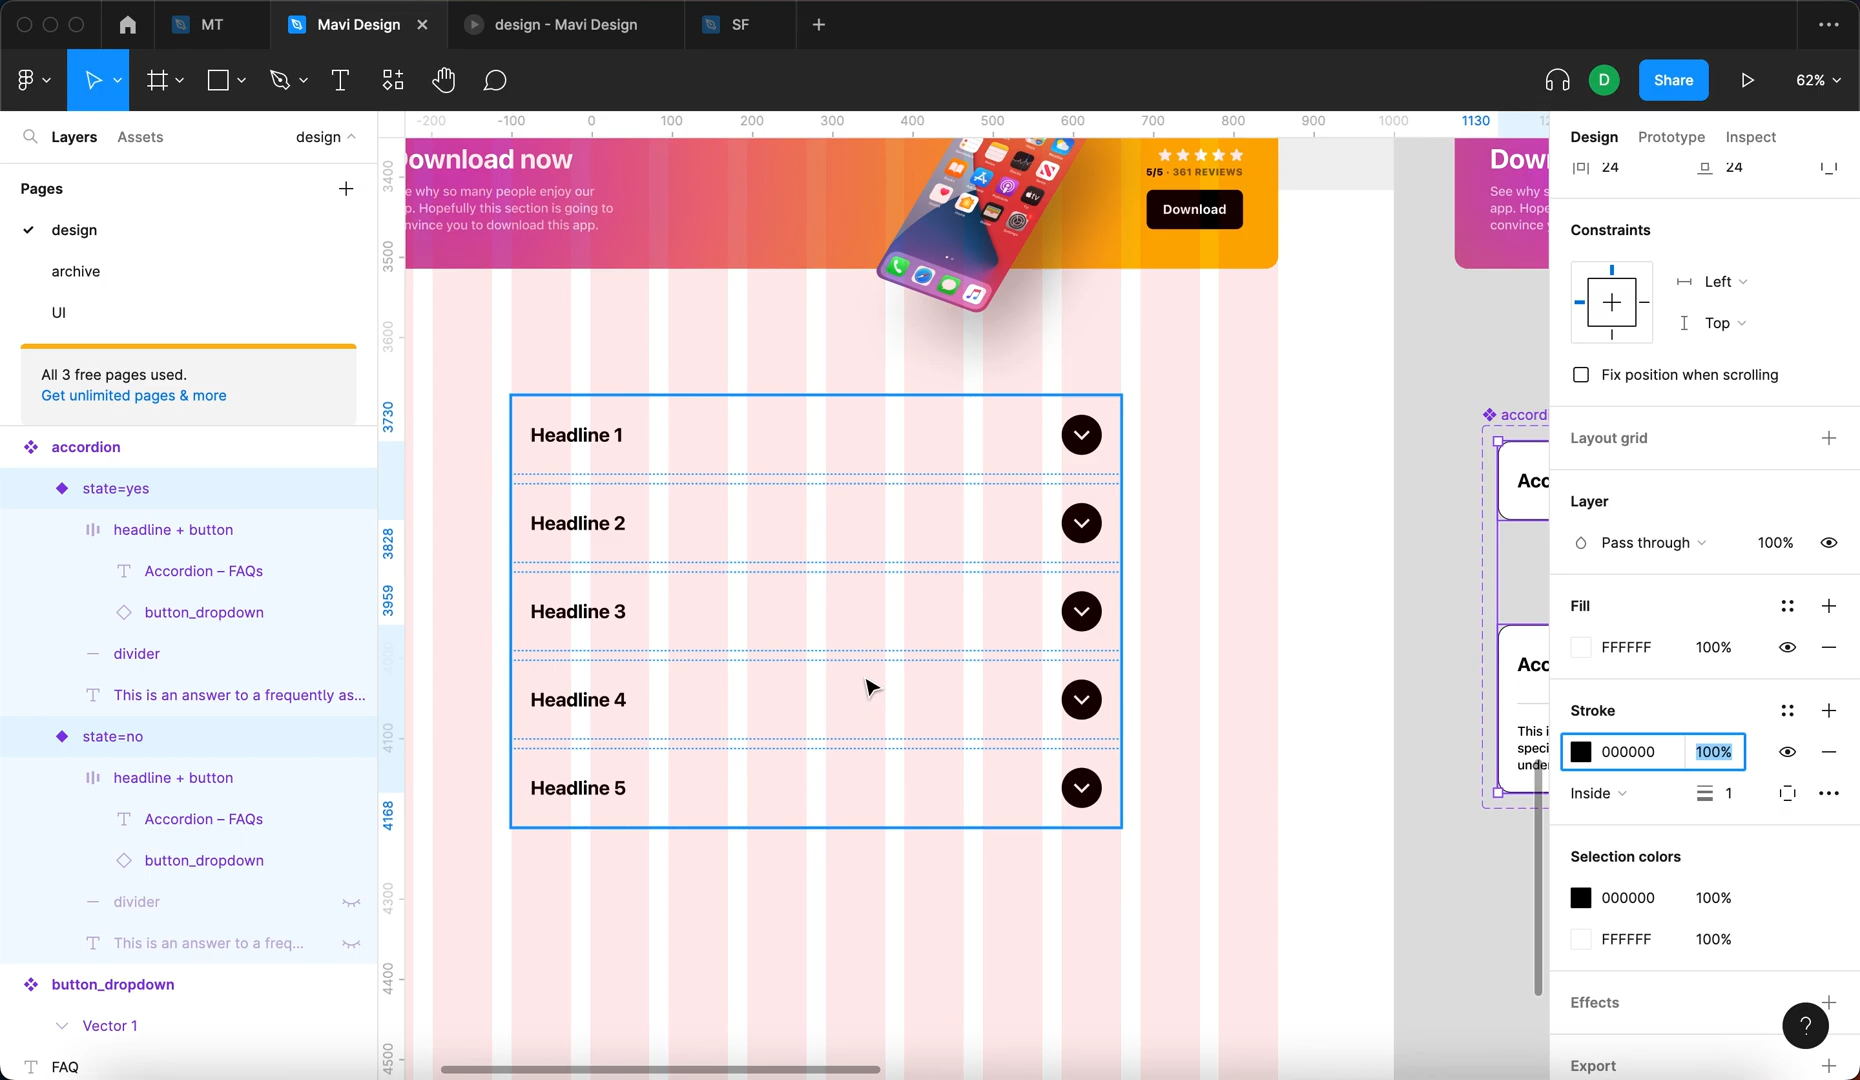 MT
Mavi Design
design - Mavi Design
SF
D
Share
62%
Layers
Assets
design
Pages
design
archive
UI
All 3 free pages used.
Get unlimited pages & more
accordion
state=yes
headline + button
Accordion – FAQs
button_dropdown
divider
This is an answer to a frequently as...
state=no
headline + button
Accordion – FAQs
button_dropdown
divider
This is an answer to a freq...
button_dropdown
Vector 1
FAQ
-200 -100 0 100 200 300 400 500 600 700 800 900 1000 1130
3400
3500
3600
3730
3828
3959
4100
4168
4300
4400
4500
ownload now
e why so many people enjoy our
p. Hopefully this section is going to
nvince you to download this app.
5/5 · 361 REVIEWS
Download
Headline 1
Headline 2
Headline 3
Headline 4
Headline 5
Dow
See why s
app. Hope
convince y
accord
Acc
Acc
This i
speci
unde
Design
Prototype
Inspect
24
24
Constraints
Left
Top
Fix position when scrolling
Layout grid
Layer
Pass through
100%
Fill
FFFFFF
100%
Stroke
000000
100%
Inside
1
Selection colors
000000
100%
FFFFFF
100%
Effects
?
Export